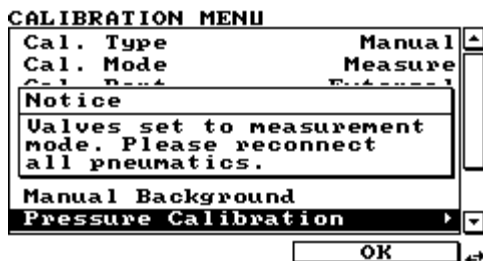 CALIBRATION MENU
Cal. Type Manual
Cal. Mode Measure
Notice
Valves set to measurement
mode. Please reconnect
all pneumatics.
Manual Background
Pressure Calibration
OK